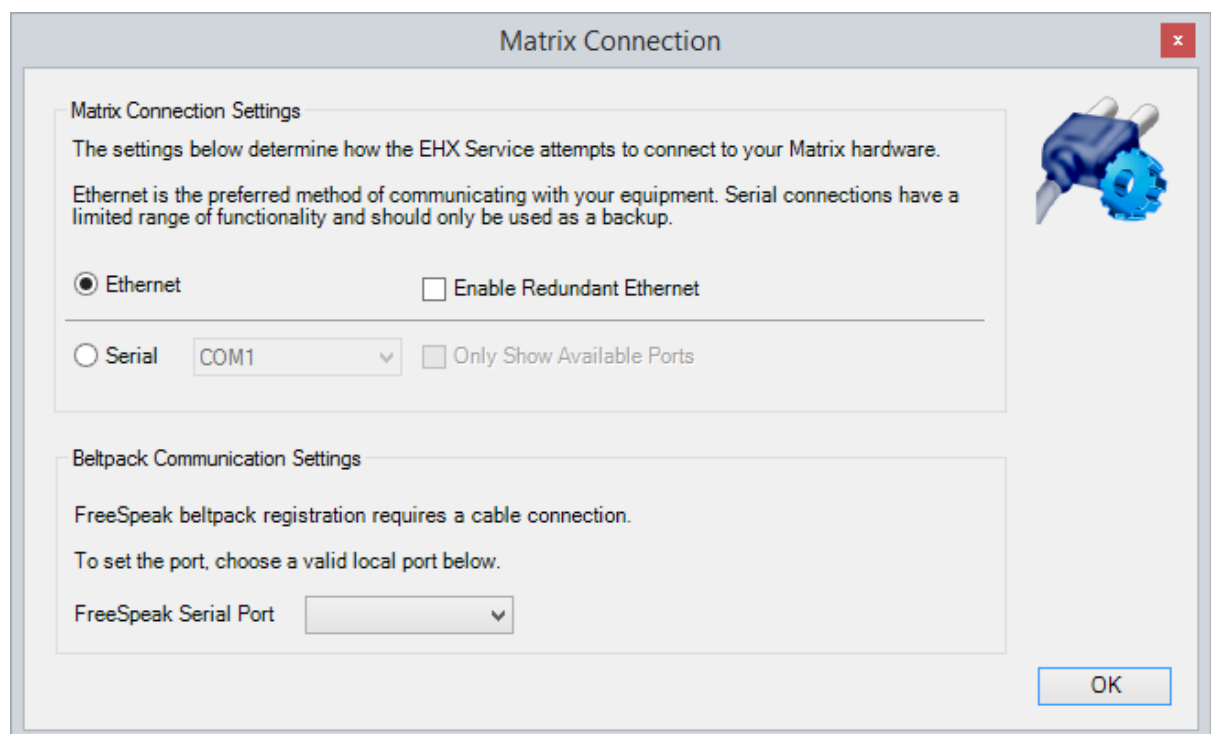 Matrix Connection
x
Matrix Connection Settings
The settings below determine how the EHX Service attempts to connect to your Matrix hardware.
Ethernet is the preferred method of communicating with your equipment. Serial connections have a
limited range of functionality and should only be used as a backup.
Ethernet Enable Redundant Ethernet
Serial COM1 Only Show Available Ports
Beltpack Communication Settings
FreeSpeak beltpack registration requires a cable connection.
To set the port, choose a valid local port below.
FreeSpeak Serial Port
OK